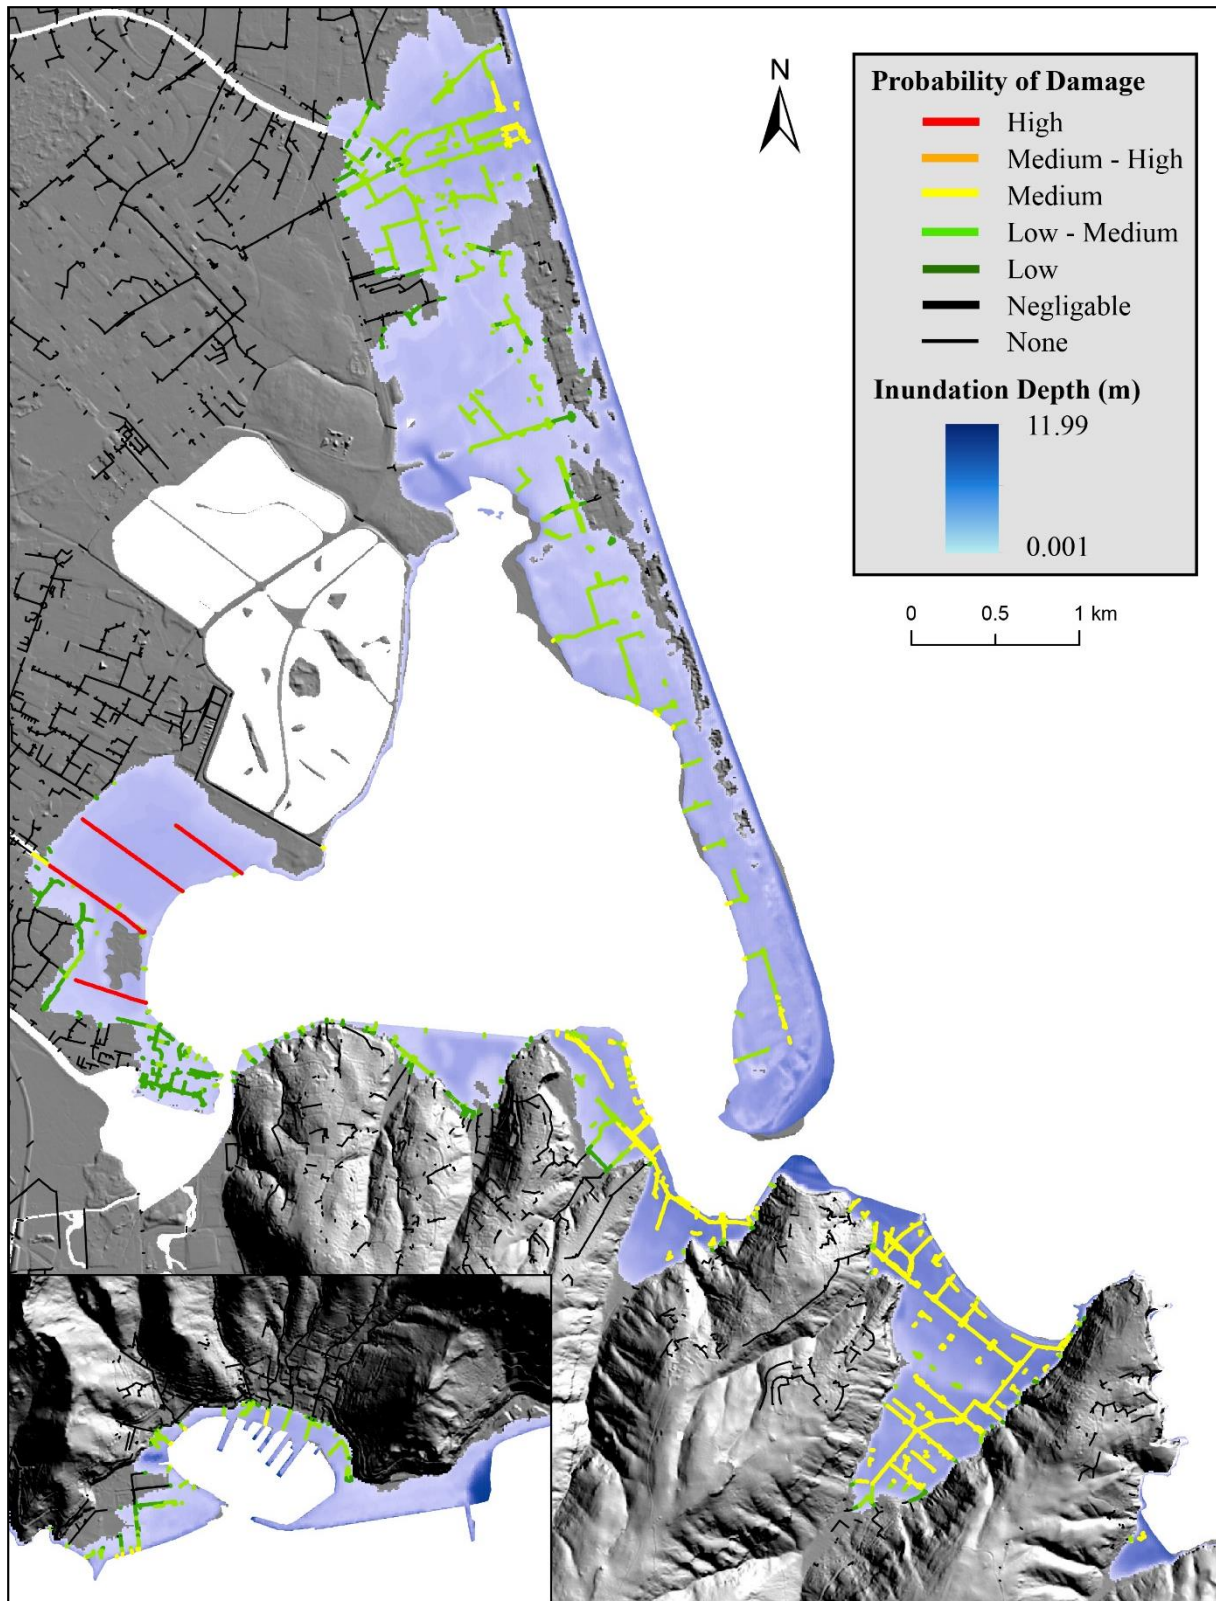 N
Probability of Damage
High
Medium - High
Medium
Low - Medium
Low
Negligable
None
Inundation Depth (m)
11.99
0.001
0 0.5 1 km